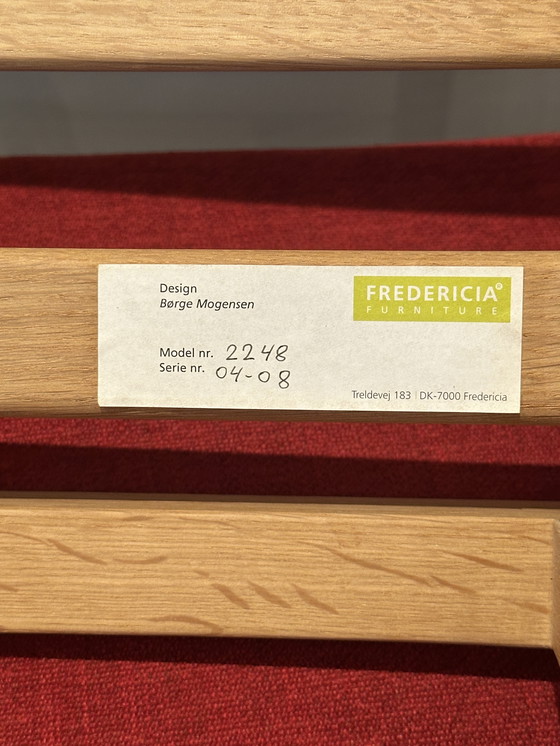 Design
Børge Mogensen
FREDERICIA®
FURNITURE
Model nr. 2248
Serie nr. 04-08
Treldevej 183 | DK-7000 Fredericia